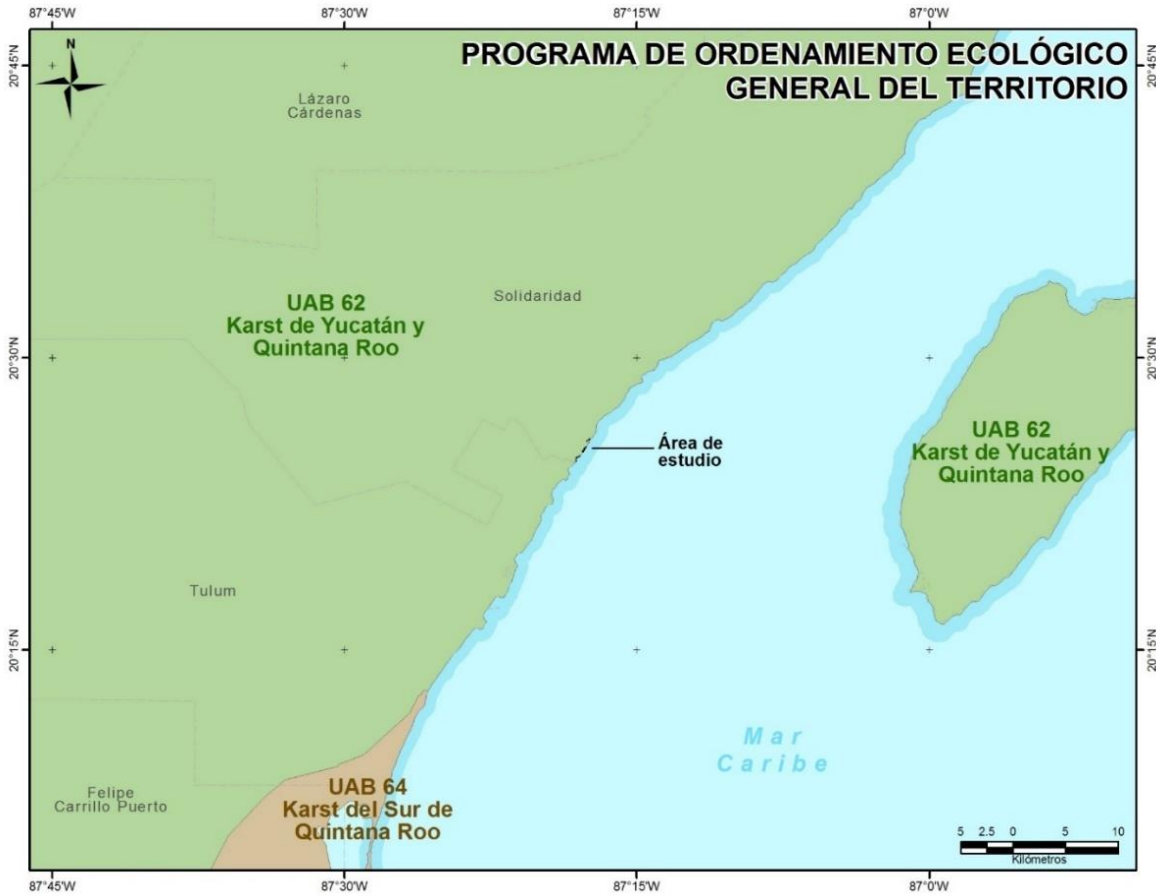 87°45'W 87°30'W 87°15'W 87°0'W
20°45'N 20°45'N
N
PROGRAMA DE ORDENAMIENTO ECOLÓGICO
GENERAL DEL TERRITORIO
Lázaro
Cárdenas
Solidaridad
UAB 62
Karst de Yucatán y
Quintana Roo
20°30'N 20°30'N
Área de
estudio
UAB 62
Karst de Yucatán y
Quintana Roo
Tulum
20°15'N 20°15'N
Mar
Caribe
Felipe
Carrillo Puerto
UAB 64
Karst del Sur de
Quintana Roo
5 2.5 0 5 10
Kilómetros
87°45'W 87°30'W 87°15'W 87°0'W